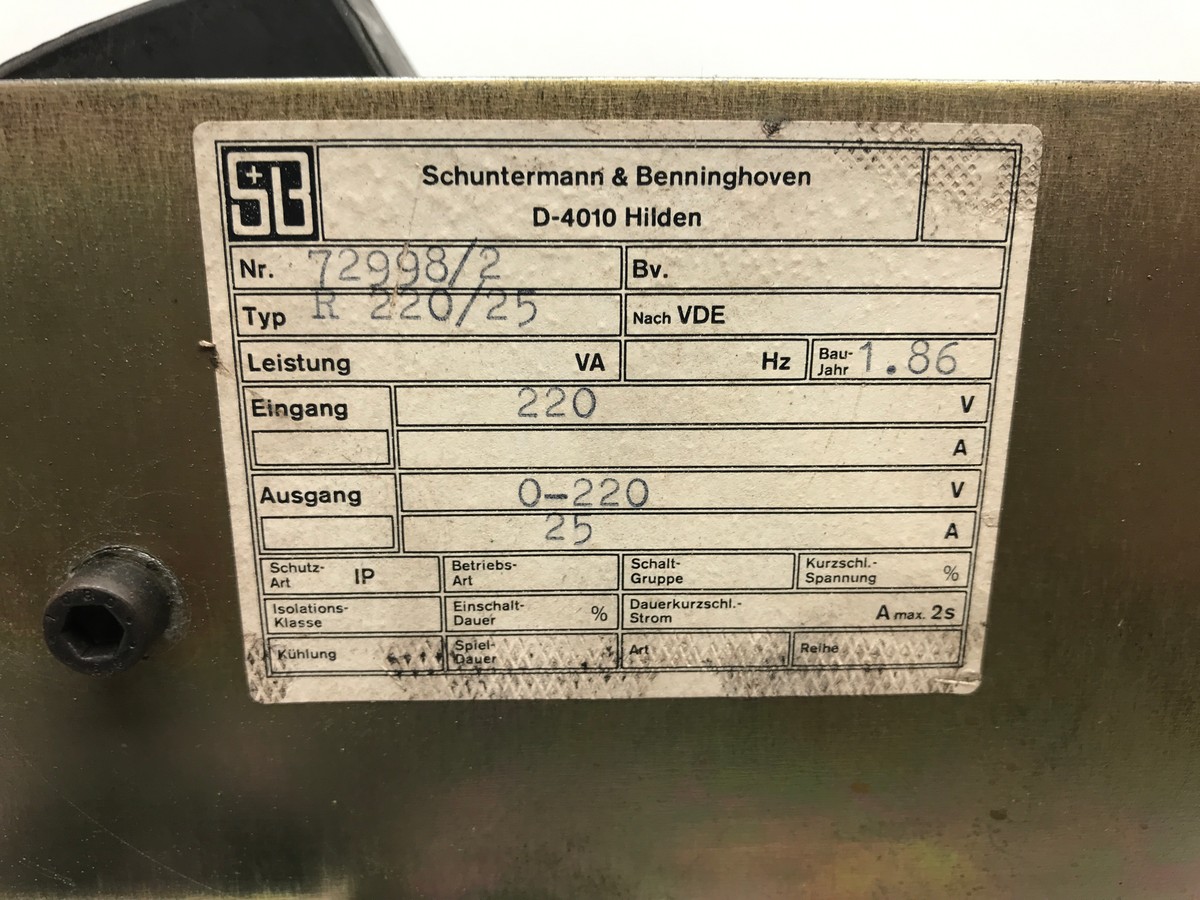 S+B
Schuntermann & Benninghoven
D-4010 Hilden
Nr. 72998/2 Bv.
Typ R 220/25 Nach VDE
Leistung VA Hz Bau-Jahr 1.86
Eingang 220 V
A
Ausgang 0-220 V
25 A
Schutz-Art IP Betriebs-Art Schalt-Gruppe Kurzschl.-Spannung %
Isolations-Klasse Einschalt-Dauer % Dauerkurzschl.-Strom A max. 2s
Kühlung Spiel-Dauer Art Reihe